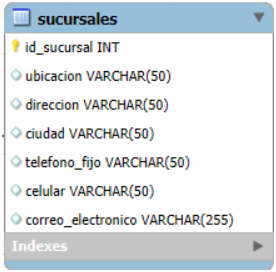 sucursales
id_sucursal INT
ubicacion VARCHAR(50)
direccion VARCHAR(50)
ciudad VARCHAR(50)
telefono_fijo VARCHAR(50)
celular VARCHAR(50)
correo_electronico VARCHAR(255)
Indexes